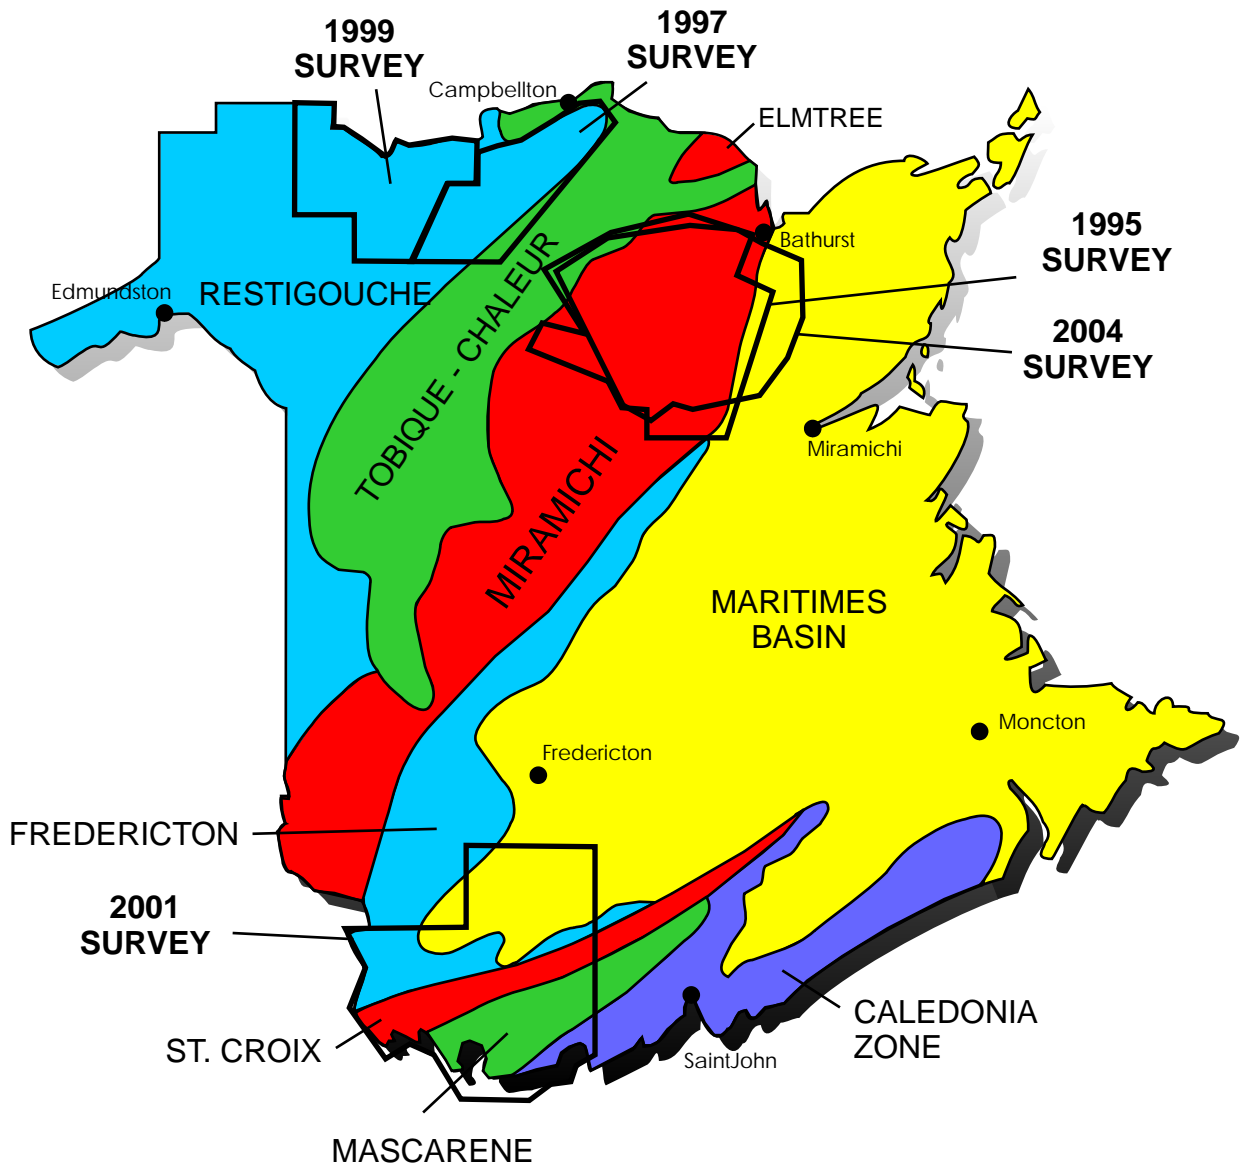 1999
SURVEY
1997
SURVEY
Campbellton
ELMTREE
1995
SURVEY
Bathurst
Edmundston
RESTIGOUCHE
TOBIQUE - CHALEUR
2004
SURVEY
Miramichi
MIRAMICHI
MARITIMES
BASIN
Moncton
Fredericton
FREDERICTON
2001
SURVEY
CALEDONIA
ZONE
ST. CROIX
SaintJohn
MASCARENE